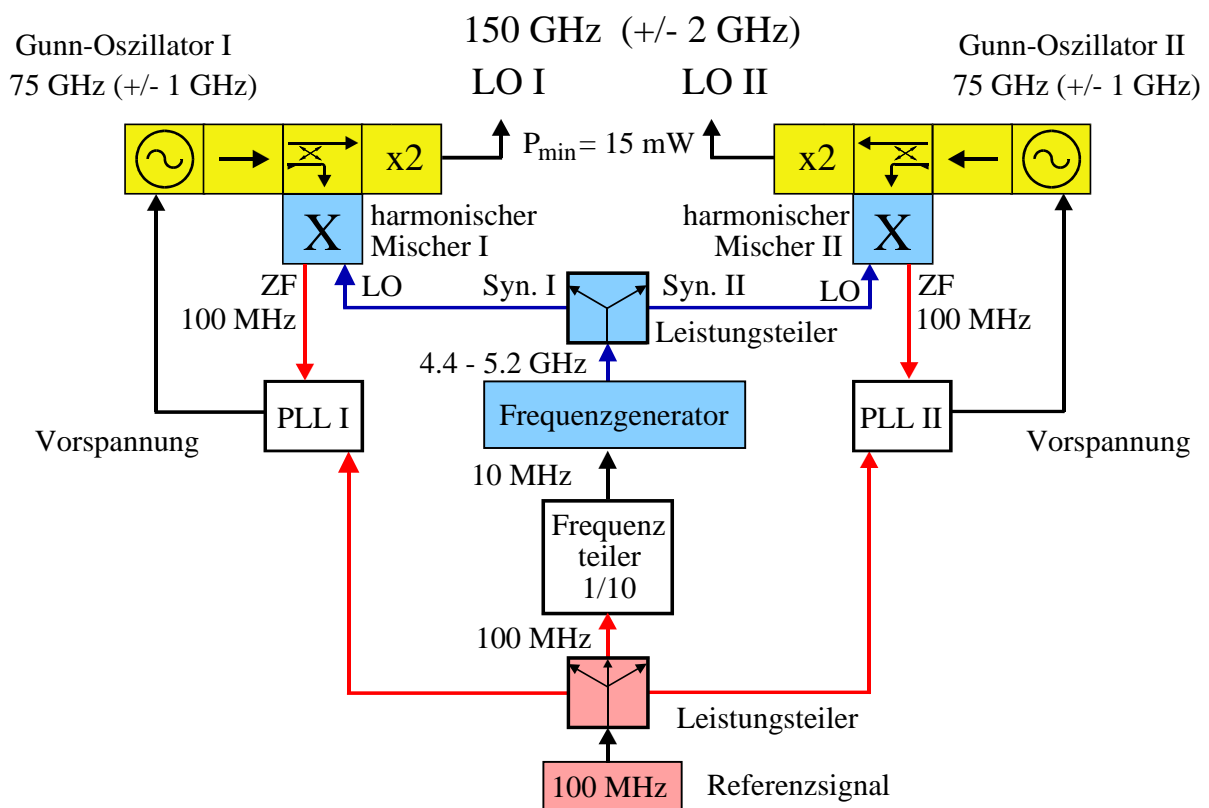 150 GHz (+/- 2 GHz)
Gunn-Oszillator I
75 GHz (+/- 1 GHz)
LO I
LO II
Gunn-Oszillator II
75 GHz (+/- 1 GHz)
x2
Pmin = 15 mW
x2
X
harmonischer
Mischer I
harmonischer
Mischer II
X
ZF
100 MHz
LO
Syn. I
Syn. II
LO
ZF
100 MHz
Leistungsteiler
4.4 - 5.2 GHz
PLL I
Frequenzgenerator
PLL II
Vorspannung
Vorspannung
10 MHz
Frequenz
teiler
1/10
100 MHz
Leistungsteiler
100 MHz
Referenzsignal